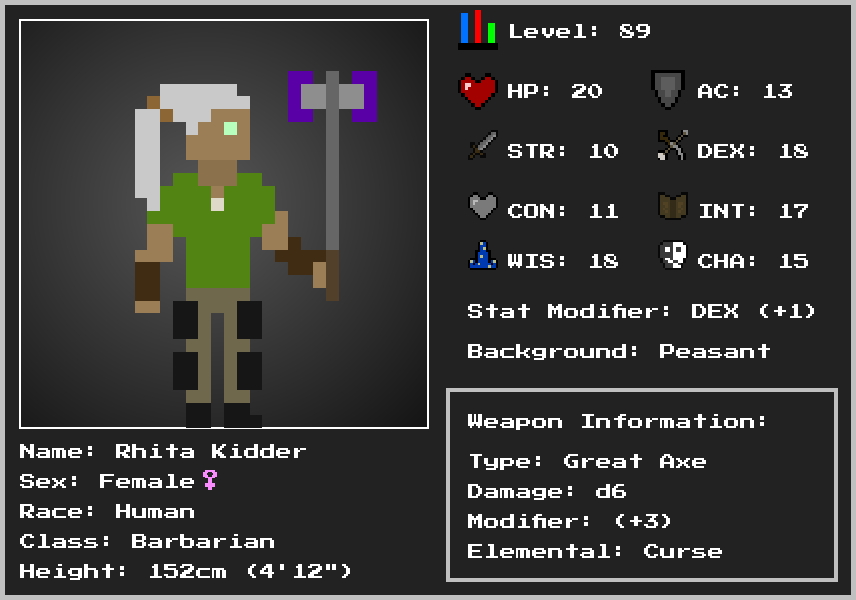 Level: 89
HP: 20 AC: 13
STR: 10 DEX: 18
CON: 11 INT: 17
WIS: 18 CHA: 15
Stat Modifier: DEX (+1)
Background: Peasant
Name: Rhita Kidder
Sex: Female♀
Race: Human
Class: Barbarian
Height: 152cm (4'12")
Weapon Information:
Type: Great Axe
Damage: d6
Modifier: (+3)
Elemental: Curse